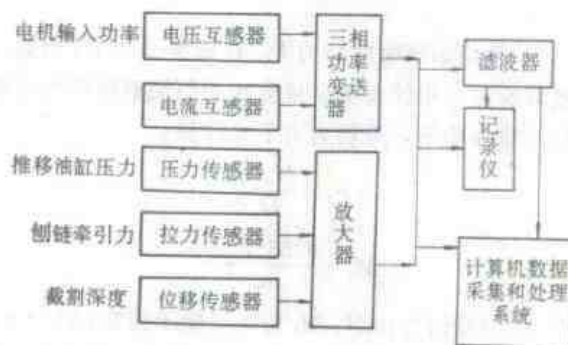 电机输入功率
电压互感器
电流互感器
三相
功率
变送
器
推移油缸压力
压力传感器
刨链牵引力
拉力传感器
截割深度
位移传感器
放
大
器
滤波器
记
录
仪
计算机数据
采集和处理
系统